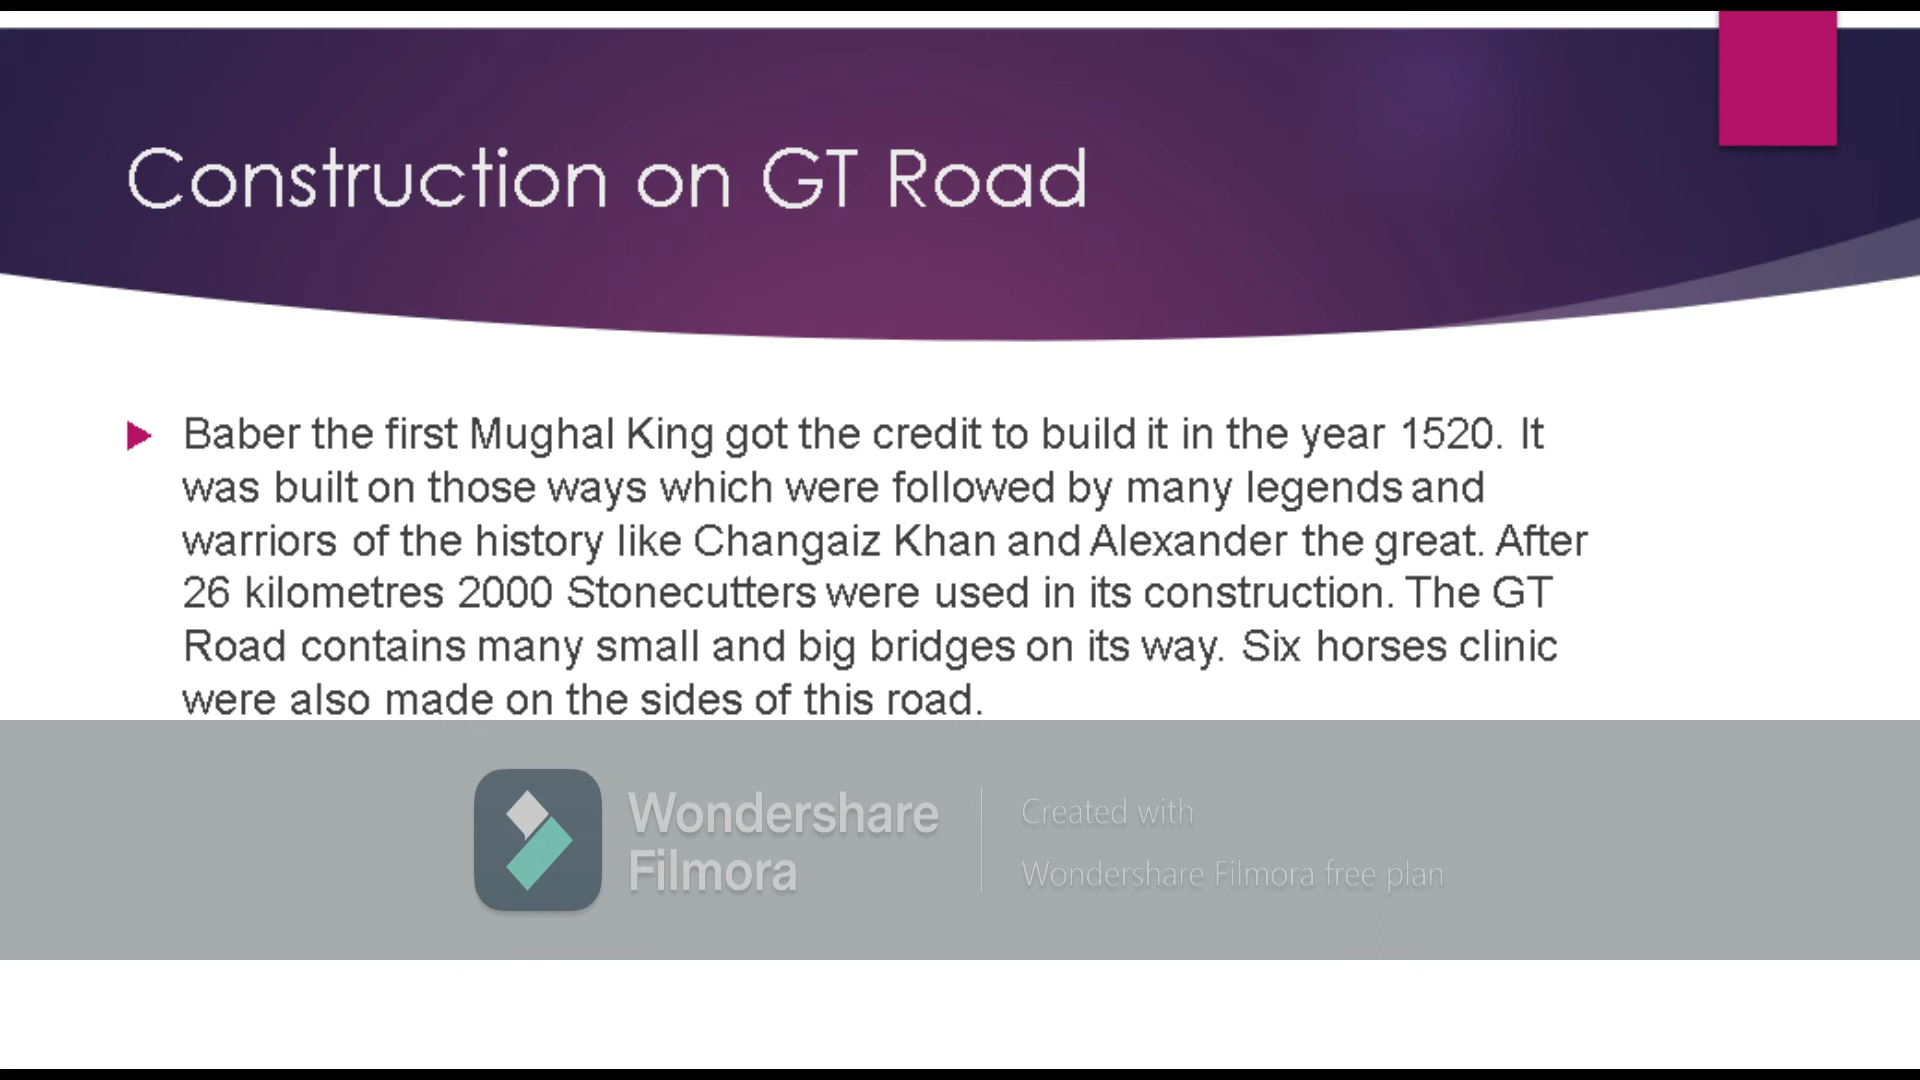 Construction on GT Road
Baber the first Mughal King got the credit to build it in the year 1520. It
was built on those ways which were followed by many legends and
warriors of the history like Changaiz Khan and Alexander the great. After
26 kilometres 2000 Stonecutters were used in its construction. The GT
Road contains many small and big bridges on its way. Six horses clinic
were also made on the sides of this road.
Wondershare
Filmora
Created with
Wondershare Filmora free plan